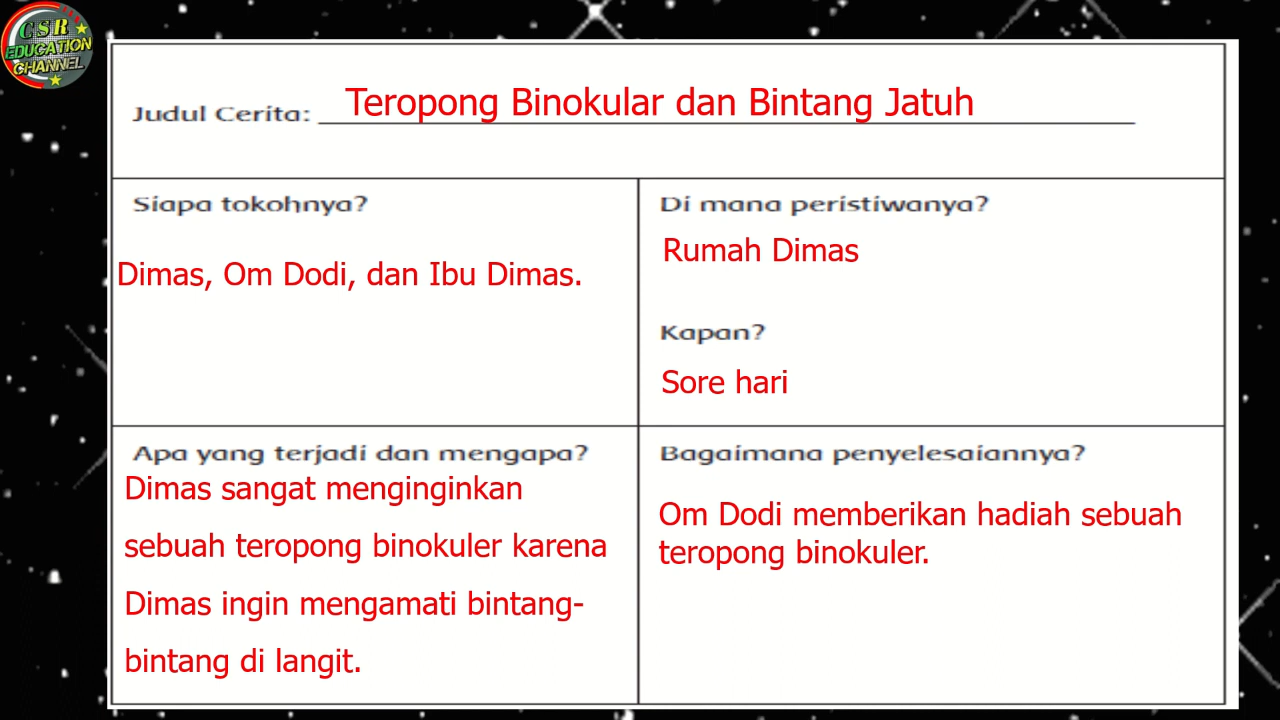 CSR
EDUCATION
CHANNEL
Judul Cerita: Teropong Binokular dan Bintang Jatuh
Siapa tokohnya?
Dimas, Om Dodi, dan Ibu Dimas.
Di mana peristiwanya?
Rumah Dimas
Kapan?
Sore hari
Apa yang terjadi dan mengapa?
Dimas sangat menginginkan
sebuah teropong binokuler karena
Dimas ingin mengamati bintang-
bintang di langit.
Bagaimana penyelesaiannya?
Om Dodi memberikan hadiah sebuah
teropong binokuler.